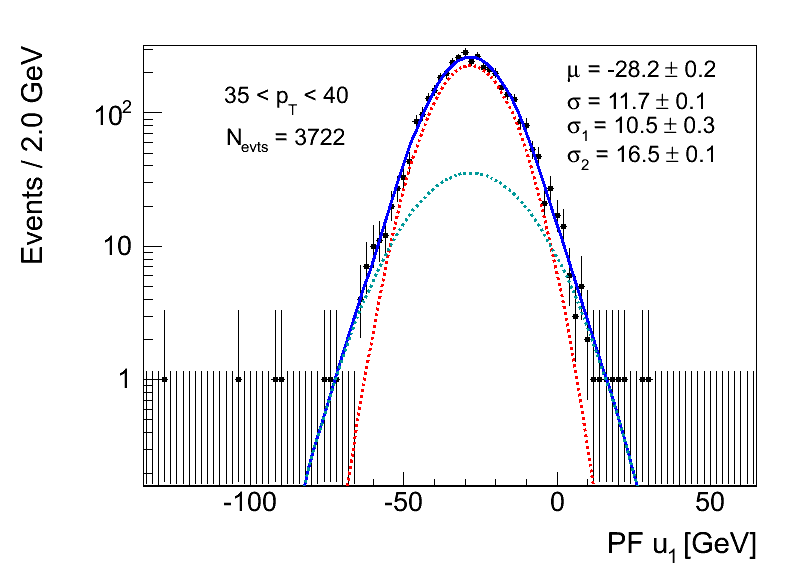 Events / 2.0 GeV
35 < p_T < 40
N_evts = 3722
μ = -28.2 ± 0.2
σ = 11.7 ± 0.1
σ_1 = 10.5 ± 0.3
σ_2 = 16.5 ± 0.1
10^2
10
1
-100 -50 0 50
PF u_1 [GeV]